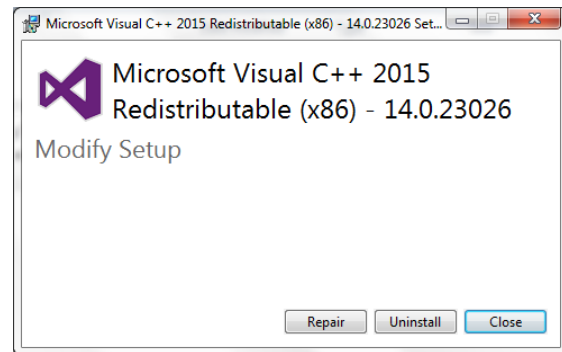 Microsoft Visual C++ 2015 Redistributable (x86) - 14.0.23026 Set...
Microsoft Visual C++ 2015
Redistributable (x86) - 14.0.23026
Modify Setup
Repair Uninstall Close